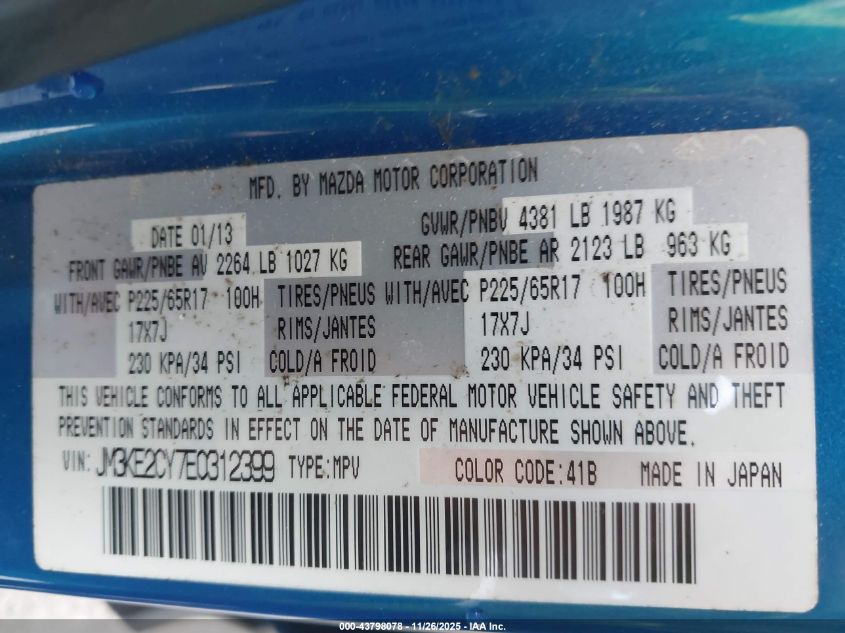 MFD. BY MAZDA MOTOR CORPORATION
DATE 01/13 GVWR/PNBV 4381 LB 1987 KG
FRONT GAWR/PNBE AV 2264 LB 1027 KG REAR GAWR/PNBE AR 2123 LB 963 KG
WITH/AVEC P225/65R17 100H TIRES/PNEUS WITH/AVEC P225/65R17 100H TIRES/PNEUS
17X7J RIMS/JANTES 17X7J RIMS/JANTES
230 KPA/34 PSI COLD/A FROID 230 KPA/34 PSI COLD/A FROID
THIS VEHICLE CONFORMS TO ALL APPLICABLE FEDERAL MOTOR VEHICLE SAFETY AND THEFT
PREVENTION STANDARDS IN EFFECT ON THE DATE OF MANUFACTURE SHOWN ABOVE.
VIN: JM3KE2CY7E0312399 TYPE:MPV COLOR CODE:41B MADE IN JAPAN
000-43798078 - 11/26/2025 - IAA Inc.